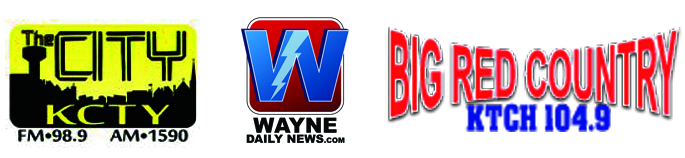 The CITY
KCTY
FM•98.9 AM•1590
W
WAYNE
DAILY NEWS.COM
BIG RED COUNTRY
KTCH 104.9